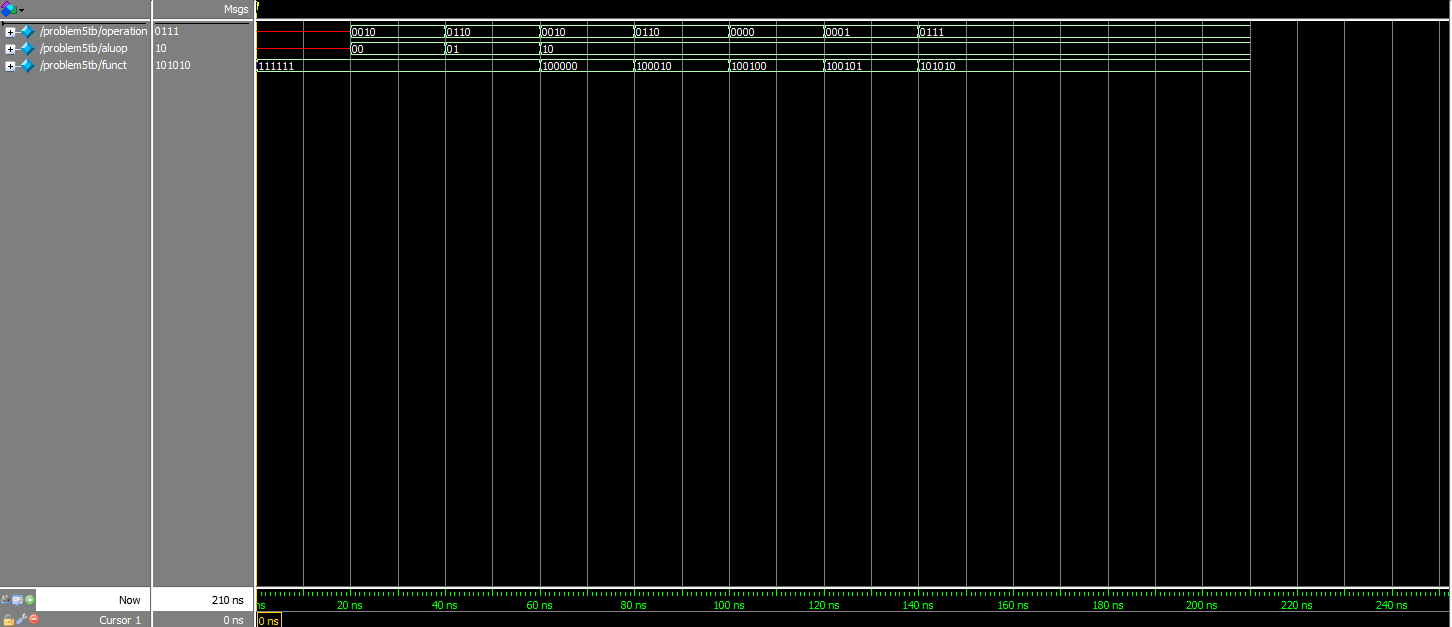 Msgs
/problem5tb/operation 0111 0010 0110 0010 0110 0000 0001 0111
/problem5tb/aluop 10 00 01 10
/problem5tb/funct 101010 111111 100000 100010 100100 100101 101010
Now 210 ns ns 20 ns 40 ns 60 ns 80 ns 100 ns 120 ns 140 ns 160 ns 180 ns 200 ns 220 ns 240 ns
Cursor 1 0 ns 0 ns